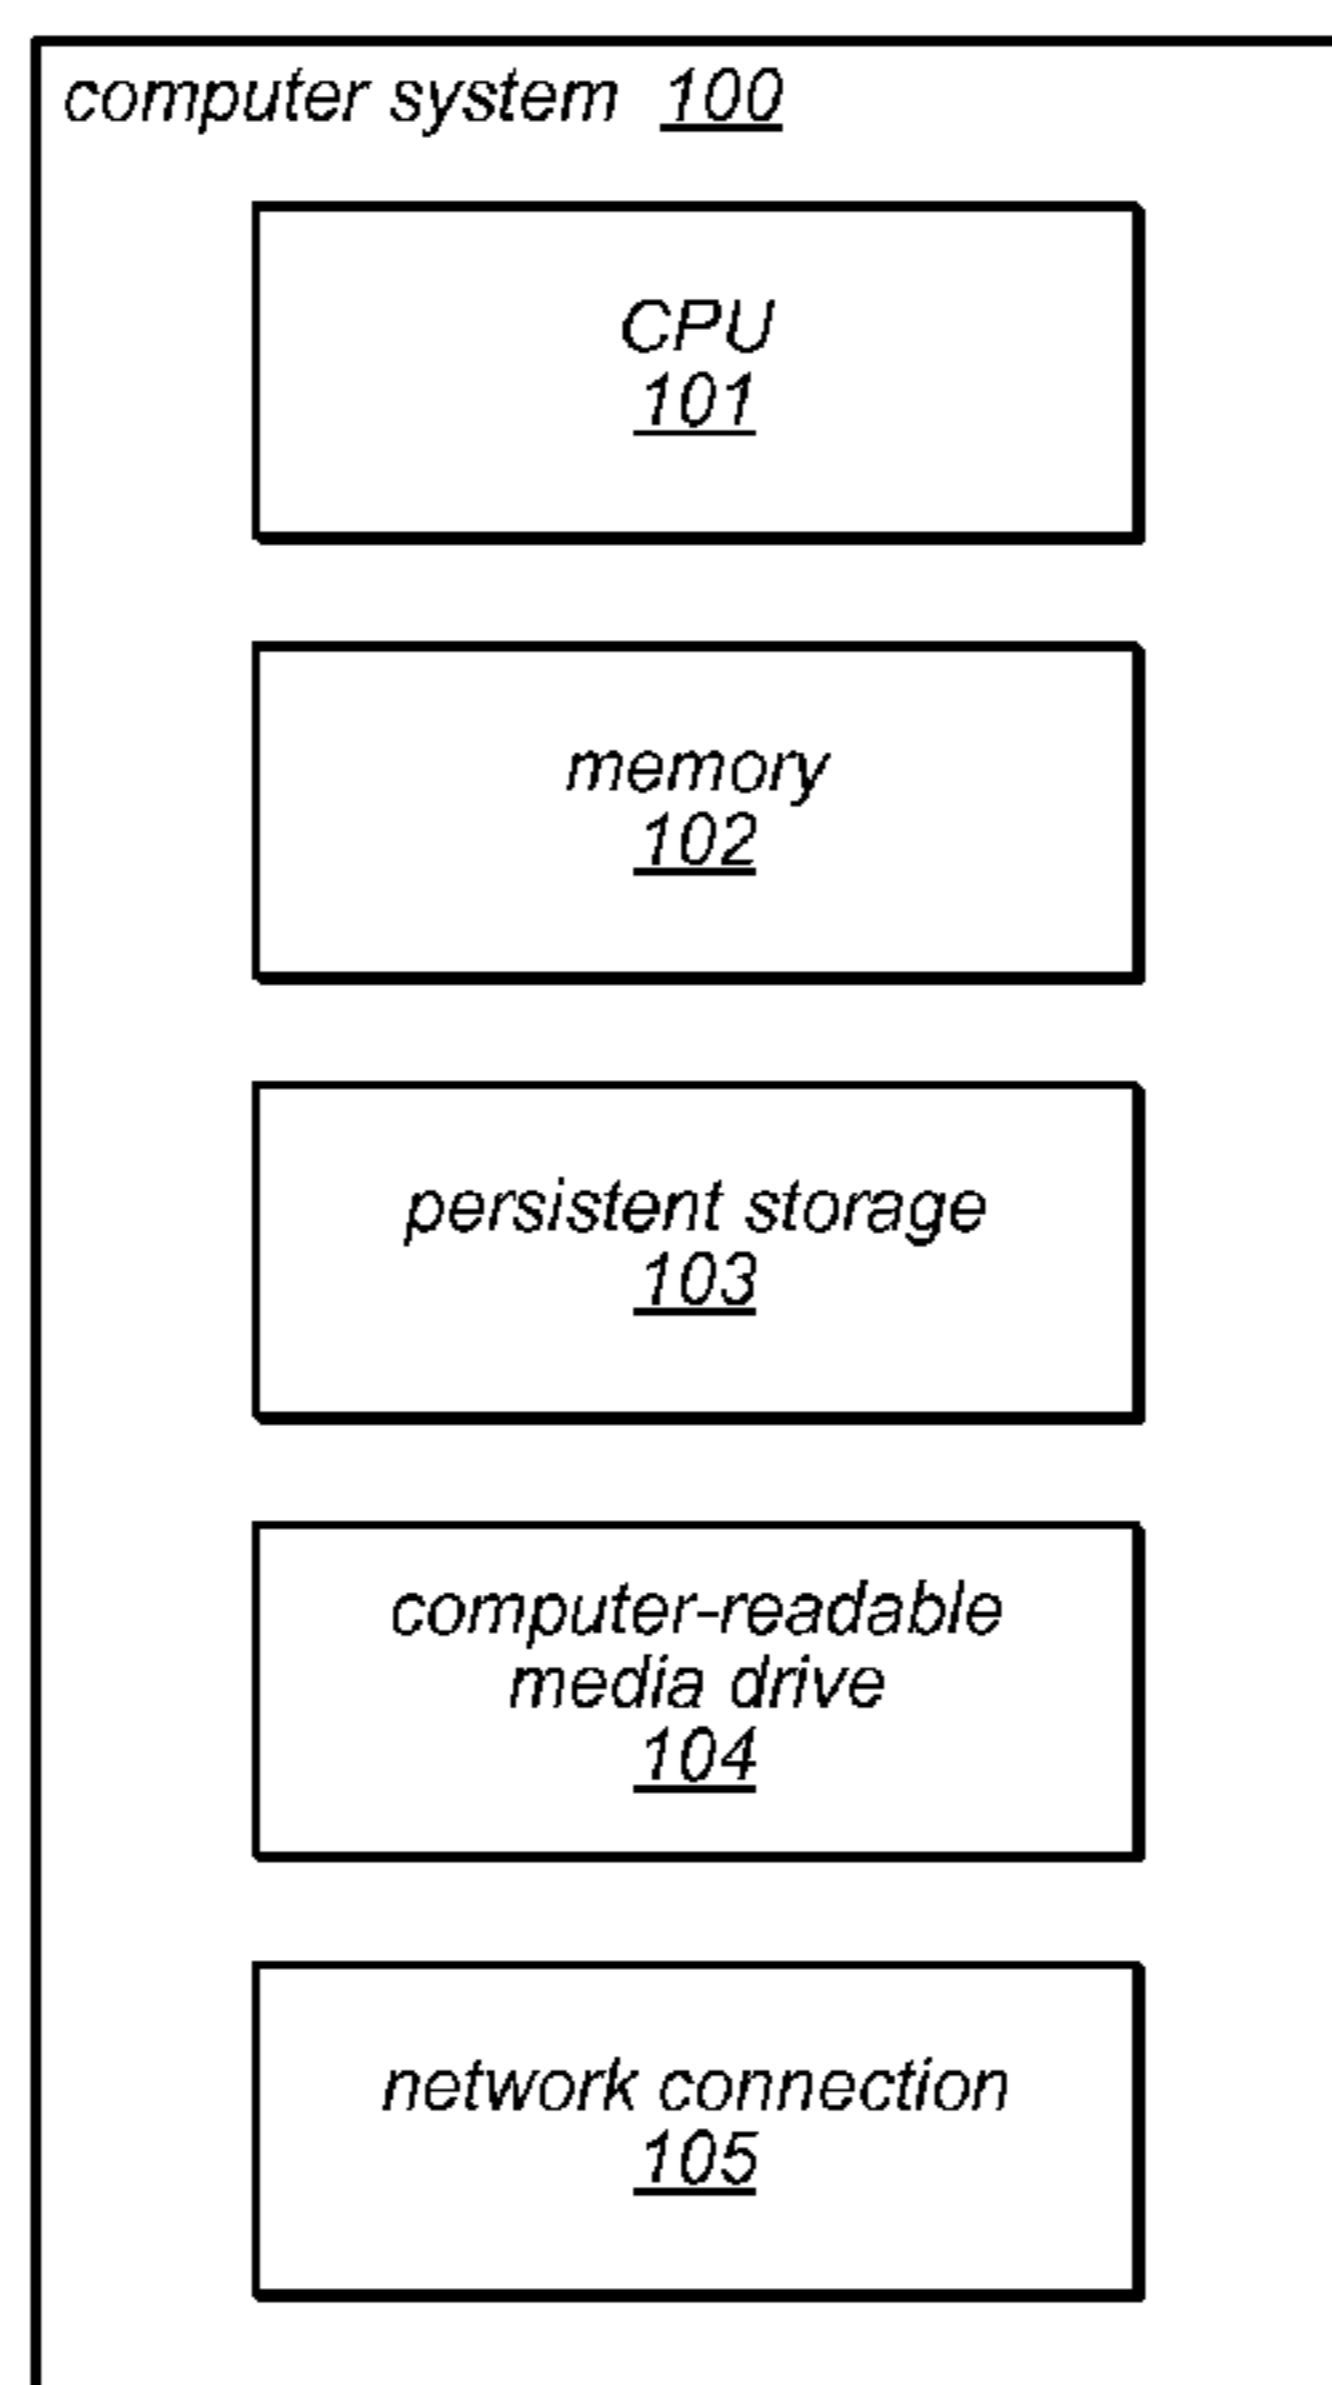 computer system 100
CPU
101
memory
102
persistent storage
103
computer-readable
media drive
104
network connection
105